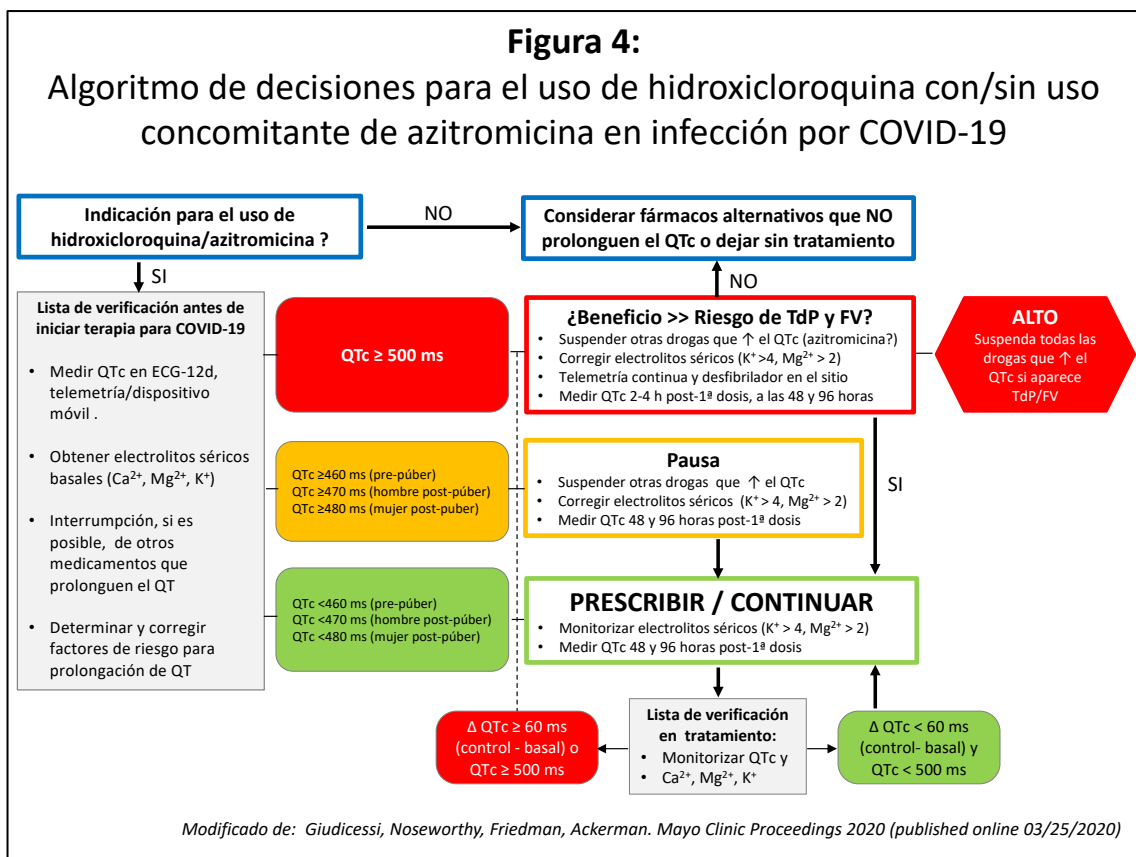 Figura 4:
Algoritmo de decisiones para el uso de hidroxicloroquina con/sin uso
concomitante de azitromicina en infección por COVID-19
Indicación para el uso de
hidroxicloroquina/azitromicina ?
NO
Considerar fármacos alternativos que NO
prolonguen el QTc o dejar sin tratamiento
SI
NO
Lista de verificación antes de
iniciar terapia para COVID-19
• Medir QTc en ECG-12d,
telemetría/dispositivo
móvil .
• Obtener electrolitos séricos
basales (Ca²⁺, Mg²⁺, K⁺)
• Interrumpción, si es
posible, de otros
medicamentos que
prolonguen el QT
• Determinar y corregir
factores de riesgo para
prolongación de QT
QTc ≥ 500 ms
¿Beneficio >> Riesgo de TdP y FV?
• Suspender otras drogas que ↑ el QTc (azitromicina?)
• Corregir electrolitos séricos (K⁺ >4, Mg²⁺ > 2)
• Telemetría continua y desfibrilador en el sitio
• Medir QTc 2-4 h post-1ª dosis, a las 48 y 96 horas
ALTO
Suspenda todas las
drogas que ↑ el
QTc si aparece
TdP/FV
QTc ≥460 ms (pre-púber)
QTc ≥470 ms (hombre post-púber)
QTc ≥480 ms (mujer post-puber)
Pausa
• Suspender otras drogas que ↑ el QTc
• Corregir electrolitos séricos (K⁺ > 4, Mg²⁺ > 2)
• Medir QTc 48 y 96 horas post-1ª dosis
SI
QTc <460 ms (pre-púber)
QTc <470 ms (hombre post-púber)
QTc <480 ms (mujer post-púber)
PRESCRIBIR / CONTINUAR
• Monitorizar electrolitos séricos (K⁺ > 4, Mg²⁺ > 2)
• Medir QTc 48 y 96 horas post-1ª dosis
Δ QTc ≥ 60 ms
(control - basal) o
QTc ≥ 500 ms
Lista de verificación
en tratamiento:
• Monitorizar QTc y
• Ca²⁺, Mg²⁺, K⁺
Δ QTc < 60 ms
(control- basal) y
QTc < 500 ms
Modificado de: Giudicessi, Noseworthy, Friedman, Ackerman. Mayo Clinic Proceedings 2020 (published online 03/25/2020)